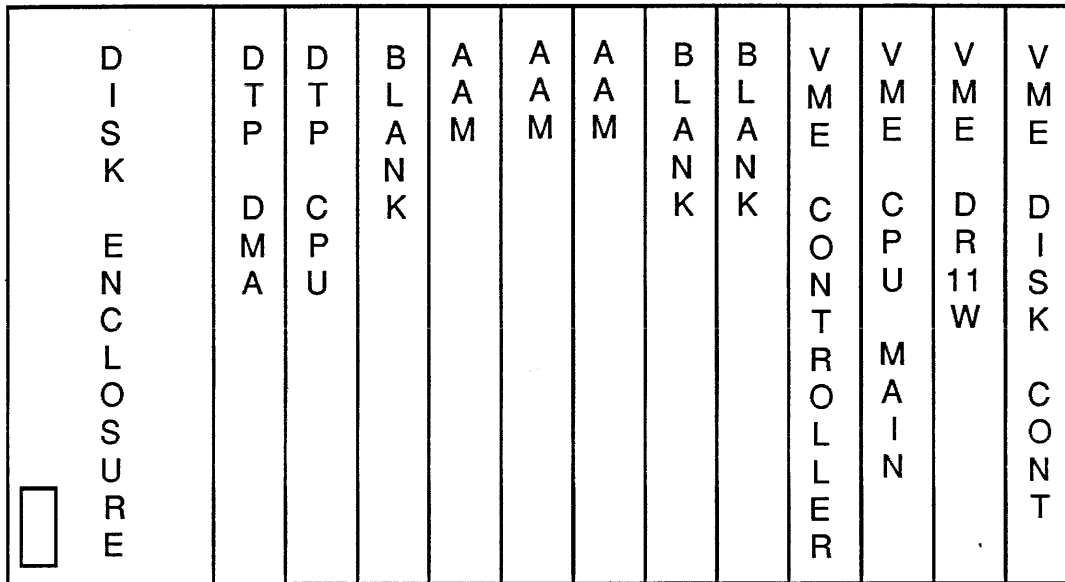 DISK ENCLOSURE
DTP DMA
DTP CPU
BLANK
AAM
AAM
AAM
BLANK
BLANK
VME CONTROLLER
VME CPU MAIN
VME DR11W
VME DISK CONT